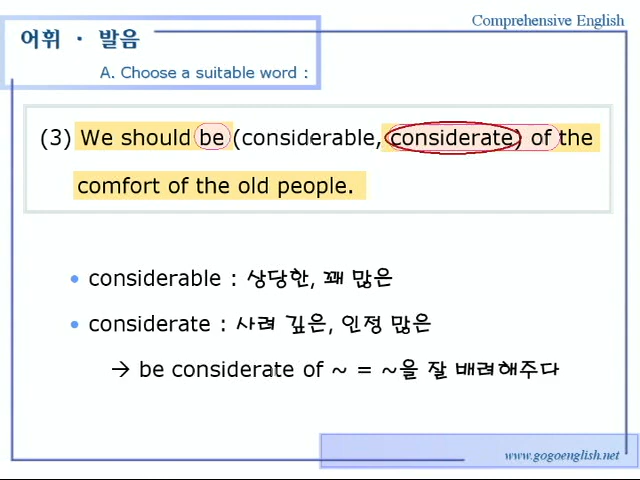 Comprehensive English
어휘 · 발음
A. Choose a suitable word :
(3) We should be (considerable, considerate) of the
comfort of the old people.
• considerable : 상당한, 꽤 많은
• considerate : 사려 깊은, 인정 많은
→ be considerate of ~ = ~을 잘 배려해주다
www.gogoenglish.net